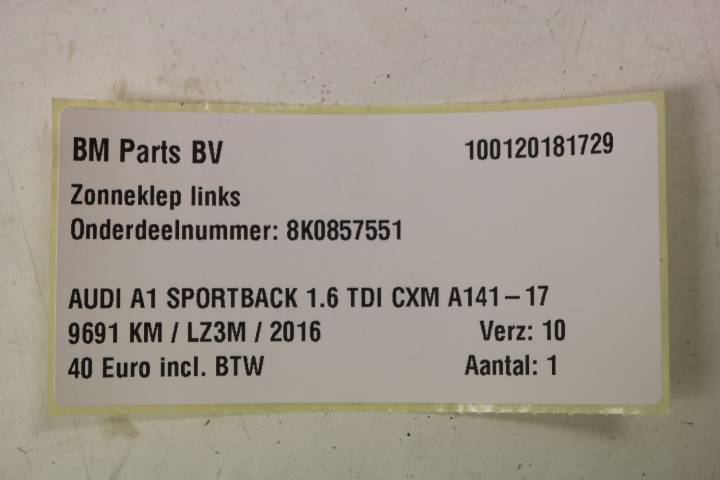 BM Parts BV 100120181729
Zonneklep links
Onderdeelnummer: 8K0857551
AUDI A1 SPORTBACK 1.6 TDI CXM A141-17
9691 KM / LZ3M / 2016 Verz: 10
40 Euro incl. BTW Aantal: 1